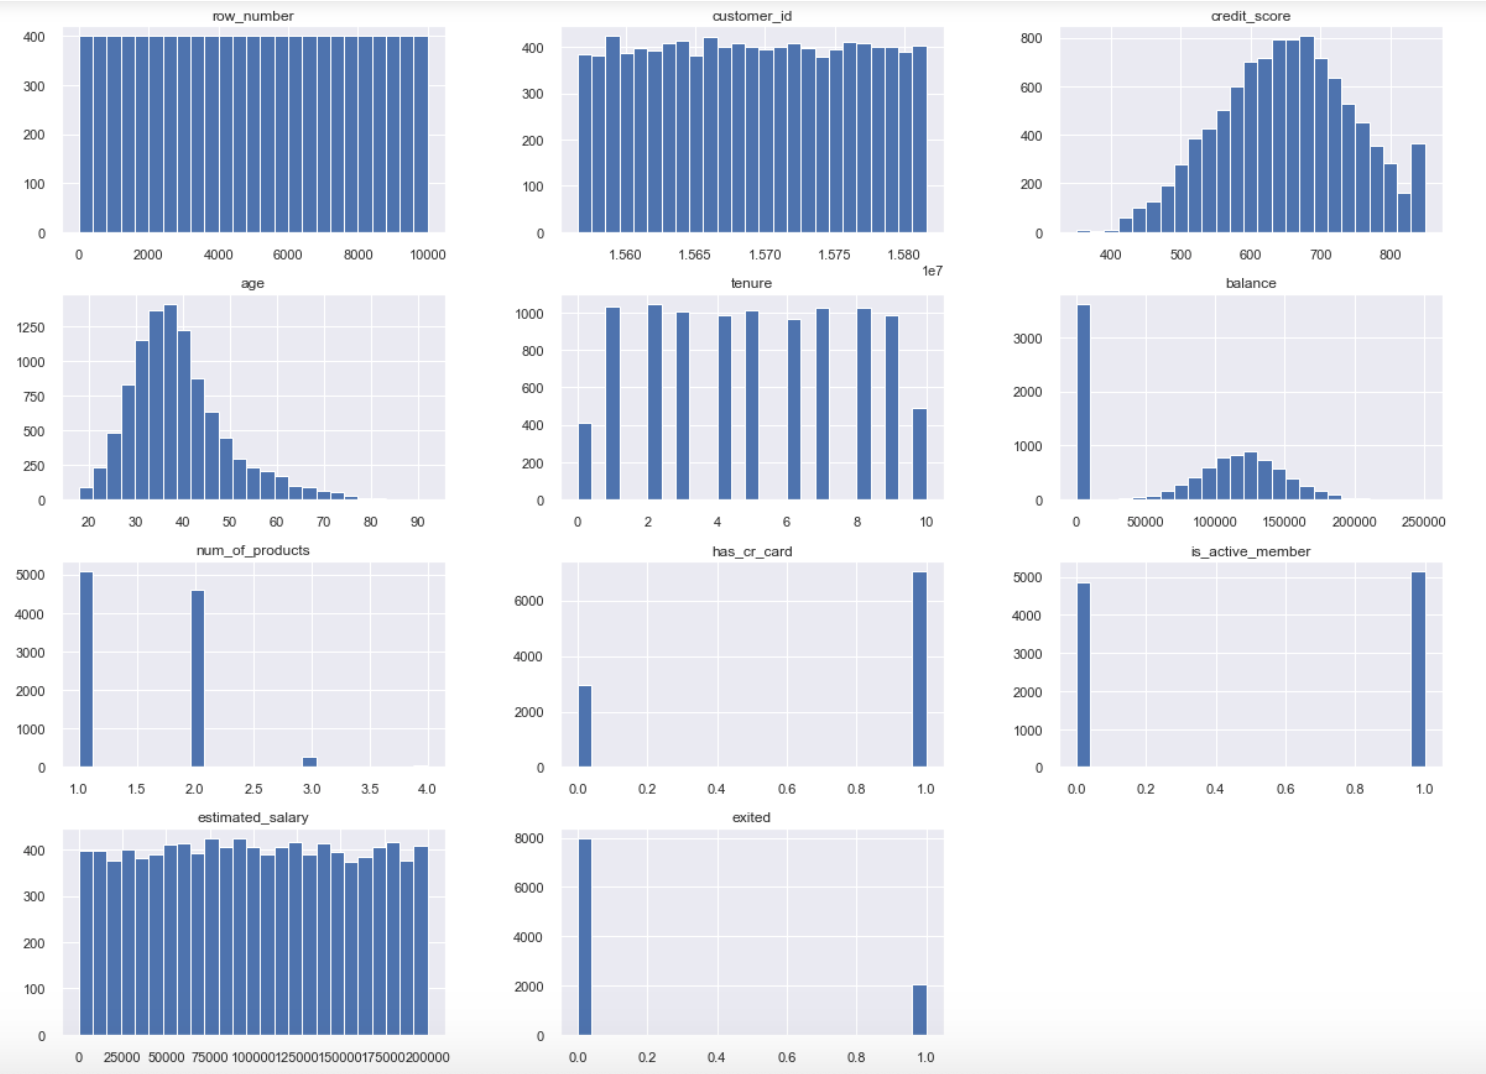 row_number
400
300
200
100
0
0 2000 4000 6000 8000 10000
customer_id
400
300
200
100
0
1.560 1.565 1.570 1.575 1.580
1e7
credit_score
800
600
400
200
0
400 500 600 700 800
age
1250
1000
750
500
250
0
20 30 40 50 60 70 80 90
tenure
1000
800
600
400
200
0
0 2 4 6 8 10
balance
3000
2000
1000
0
0 50000 100000 150000 200000 250000
num_of_products
5000
4000
3000
2000
1000
0
1.0 1.5 2.0 2.5 3.0 3.5 4.0
has_cr_card
6000
4000
2000
0
0.0 0.2 0.4 0.6 0.8 1.0
is_active_member
5000
4000
3000
2000
1000
0
0.0 0.2 0.4 0.6 0.8 1.0
estimated_salary
400
300
200
100
0
0 25000 50000 75000 100000 125000 150000 175000 200000
exited
8000
6000
4000
2000
0
0.0 0.2 0.4 0.6 0.8 1.0